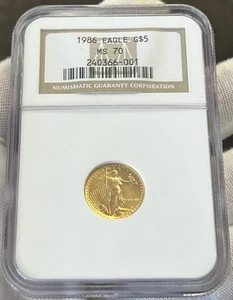 1986 EAGLE G$5
MS 70
240366-001
NUMISMATIC GUARANTY CORPORATION